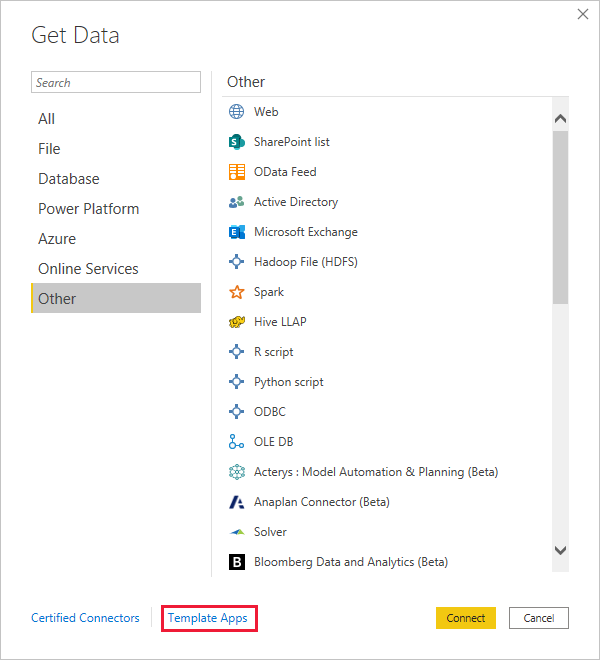 Get Data
Search
All
File
Database
Power Platform
Azure
Online Services
Other
Other
Web
SharePoint list
OData Feed
Active Directory
Microsoft Exchange
Hadoop File (HDFS)
Spark
Hive LLAP
R script
Python script
ODBC
OLE DB
Acterys : Model Automation & Planning (Beta)
Anaplan Connector (Beta)
Solver
Bloomberg Data and Analytics (Beta)
Certified Connectors
Template Apps
Connect
Cancel